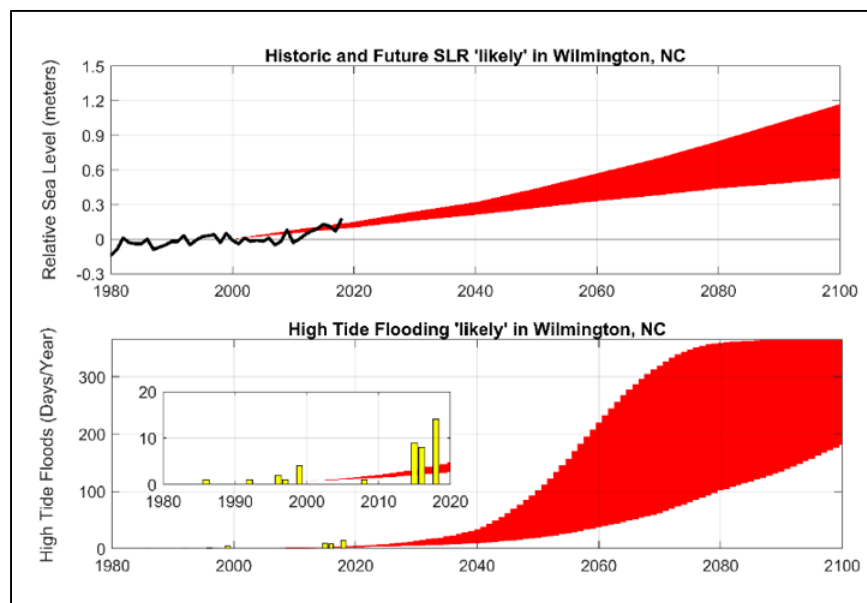 Historic and Future SLR 'likely' in Wilmington, NC
Relative Sea Level (meters)
1.5
1.2
0.9
0.6
0.3
0
-0.3
1980 2000 2020 2040 2060 2080 2100
High Tide Flooding 'likely' in Wilmington, NC
High Tide Floods (Days/Year)
300
200
100
0
20
10
0
1980 1990 2000 2010 2020
1980 2000 2020 2040 2060 2080 2100